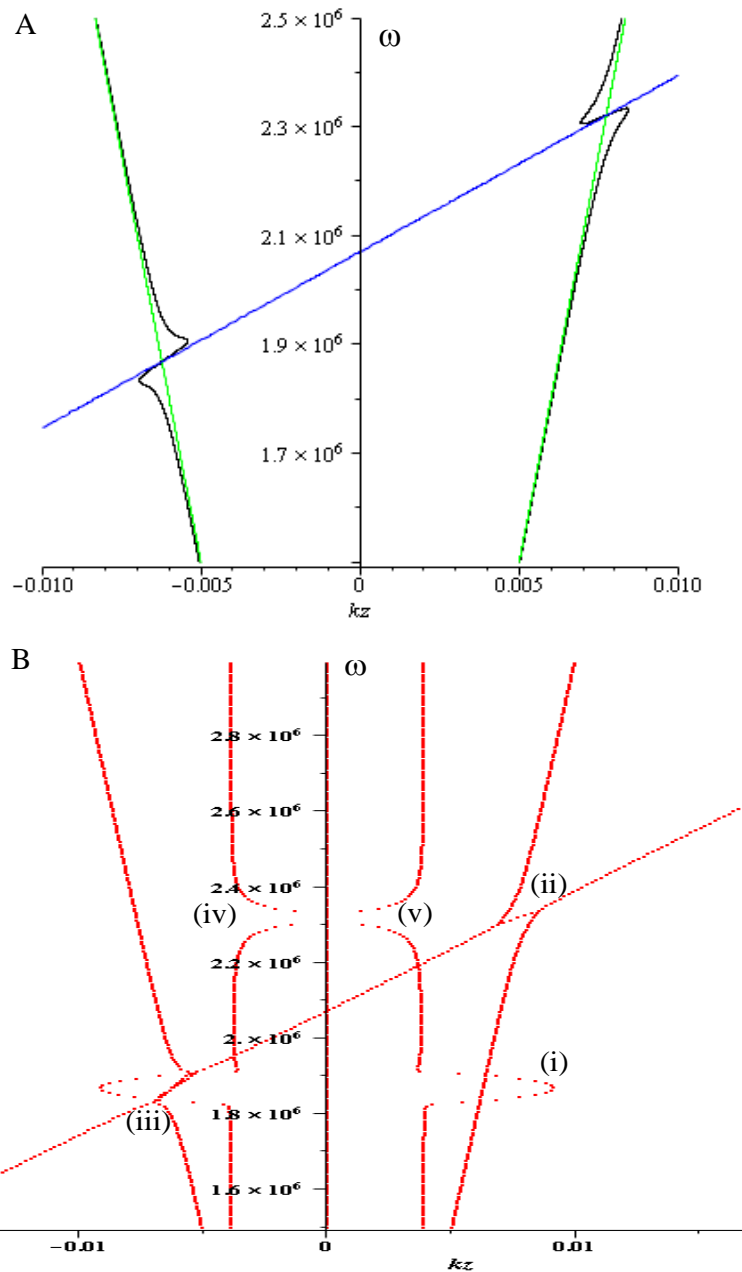 A
ω
2.5 × 10⁶
2.3 × 10⁶
2.1 × 10⁶
1.9 × 10⁶
1.7 × 10⁶
−0.010 −0.005 0 0.005 0.010
kz
B
ω
2.8 × 10⁶
2.6 × 10⁶
2.4 × 10⁶
(ii)
(iv) (v)
2.2 × 10⁶
2. × 10⁶
(i)
1.8 × 10⁶
(iii)
1.6 × 10⁶
−0.01 0 0.01
kz